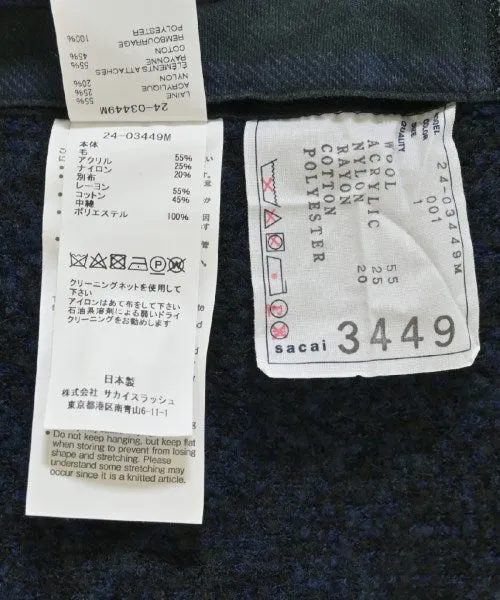 POLYESTER 100%
REMBOURRAGE
COTON 45%
RAYONNE 55%
ÉLÉMENTS ATTACHÉS
NYLON 20%
ACRYLIQUE 25%
LAINE 55%
24-03449M
24-03449M
本体
毛 55%
アクリル 25%
ナイロン 20%
別布
レーヨン 55%
コットン 45%
中綿
ポリエステル 100%
クリーニングネットを使用して
下さい
アイロンはあて布をして下さい
石油系溶剤による弱いドライ
クリーニングをお勧めします
日本製
株式会社 サカイスラッシュ
東京都港区南青山6-11-1
Do not keep hanging, but keep flat
when storing to prevent from losing
shape and stretching. Please
understand some stretching may
occur since it is a knitted article.
MODEL 24-03449M
COLOR 001
SIZE 1
QUALITY
WOOL 55
ACRYLIC 25
NYLON 20
RAYON
COTTON
POLYESTER
sacai 3449